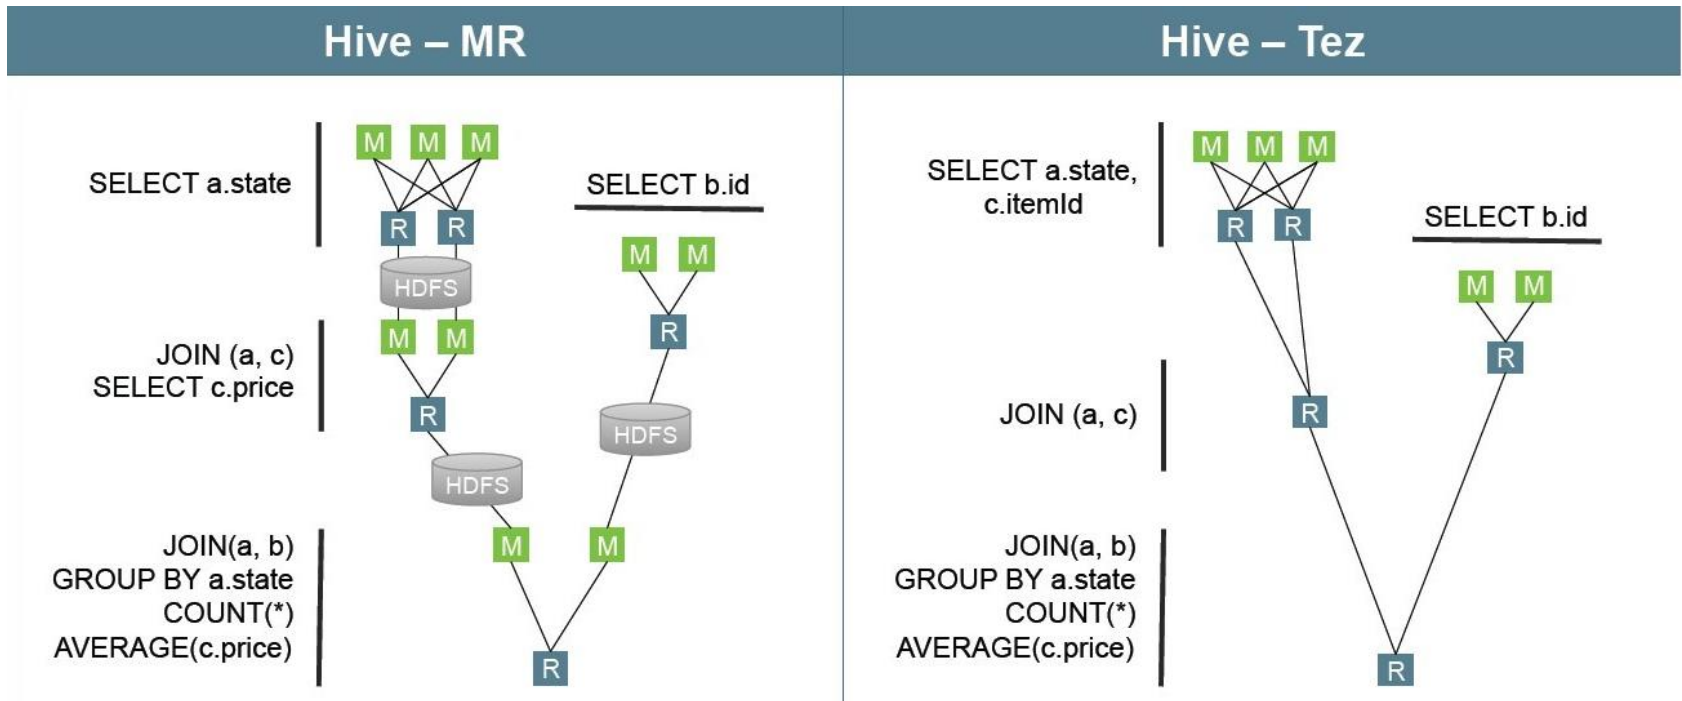 Hive – MR
SELECT a.state
M M M
R R
HDFS
SELECT b.id
M M
R
JOIN (a, c)
SELECT c.price
M M
R
HDFS
HDFS
JOIN(a, b)
GROUP BY a.state
COUNT(*)
AVERAGE(c.price)
M M
R
Hive – Tez
SELECT a.state,
c.itemId
M M M
R R
SELECT b.id
M M
R
JOIN (a, c)
R
JOIN(a, b)
GROUP BY a.state
COUNT(*)
AVERAGE(c.price)
R